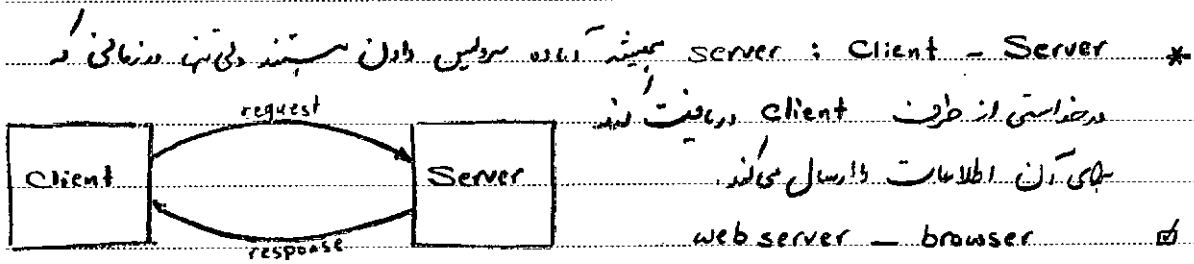 * Client - Server : server همیشه آماده سرویس دادن هستند ولی تنها در زمانی که
درخواستی از طرف client دریافت کند
برای آن اطلاعات را ارسال می‌کند.
☑ web server - browser
request
Client
Server
response